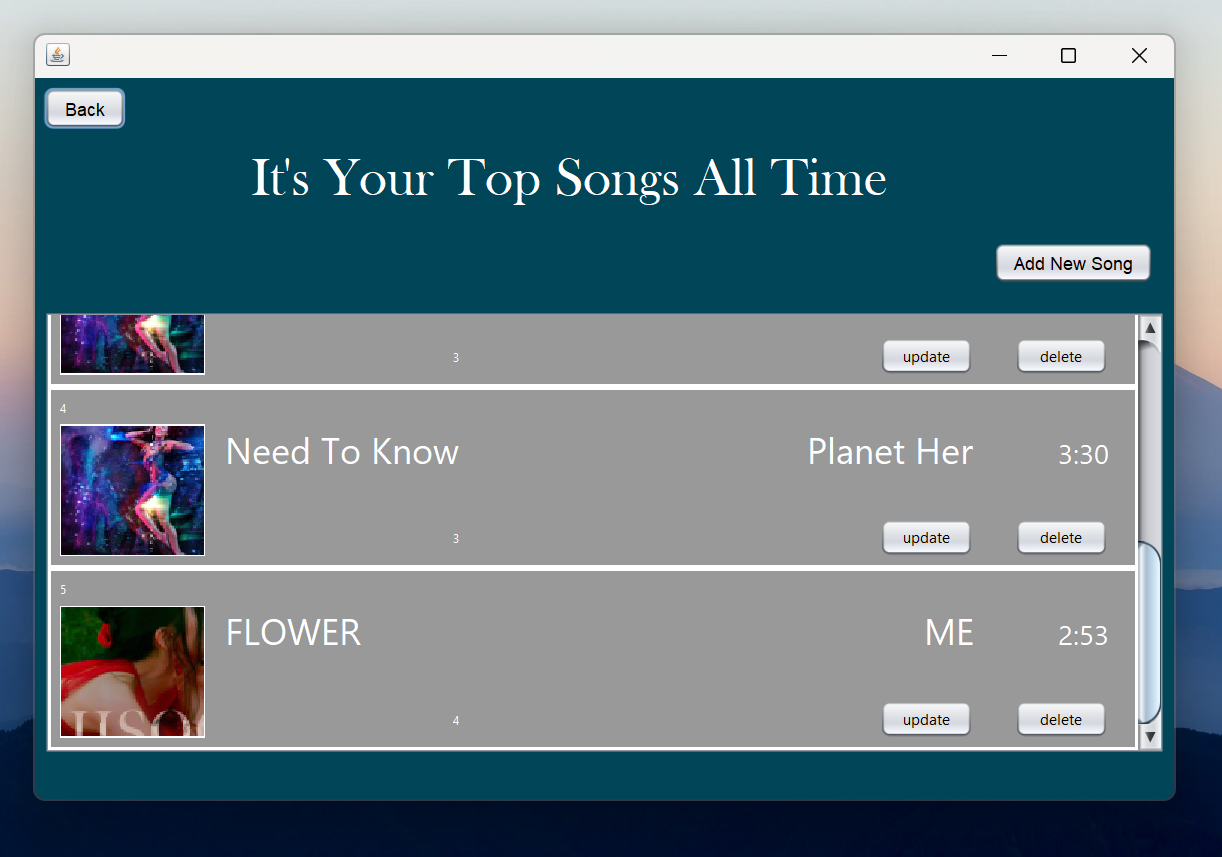 Back
It's Your Top Songs All Time
Add New Song
3
update delete
4
Need To Know Planet Her 3:30
3
update delete
5
FLOWER ME 2:53
4
update delete